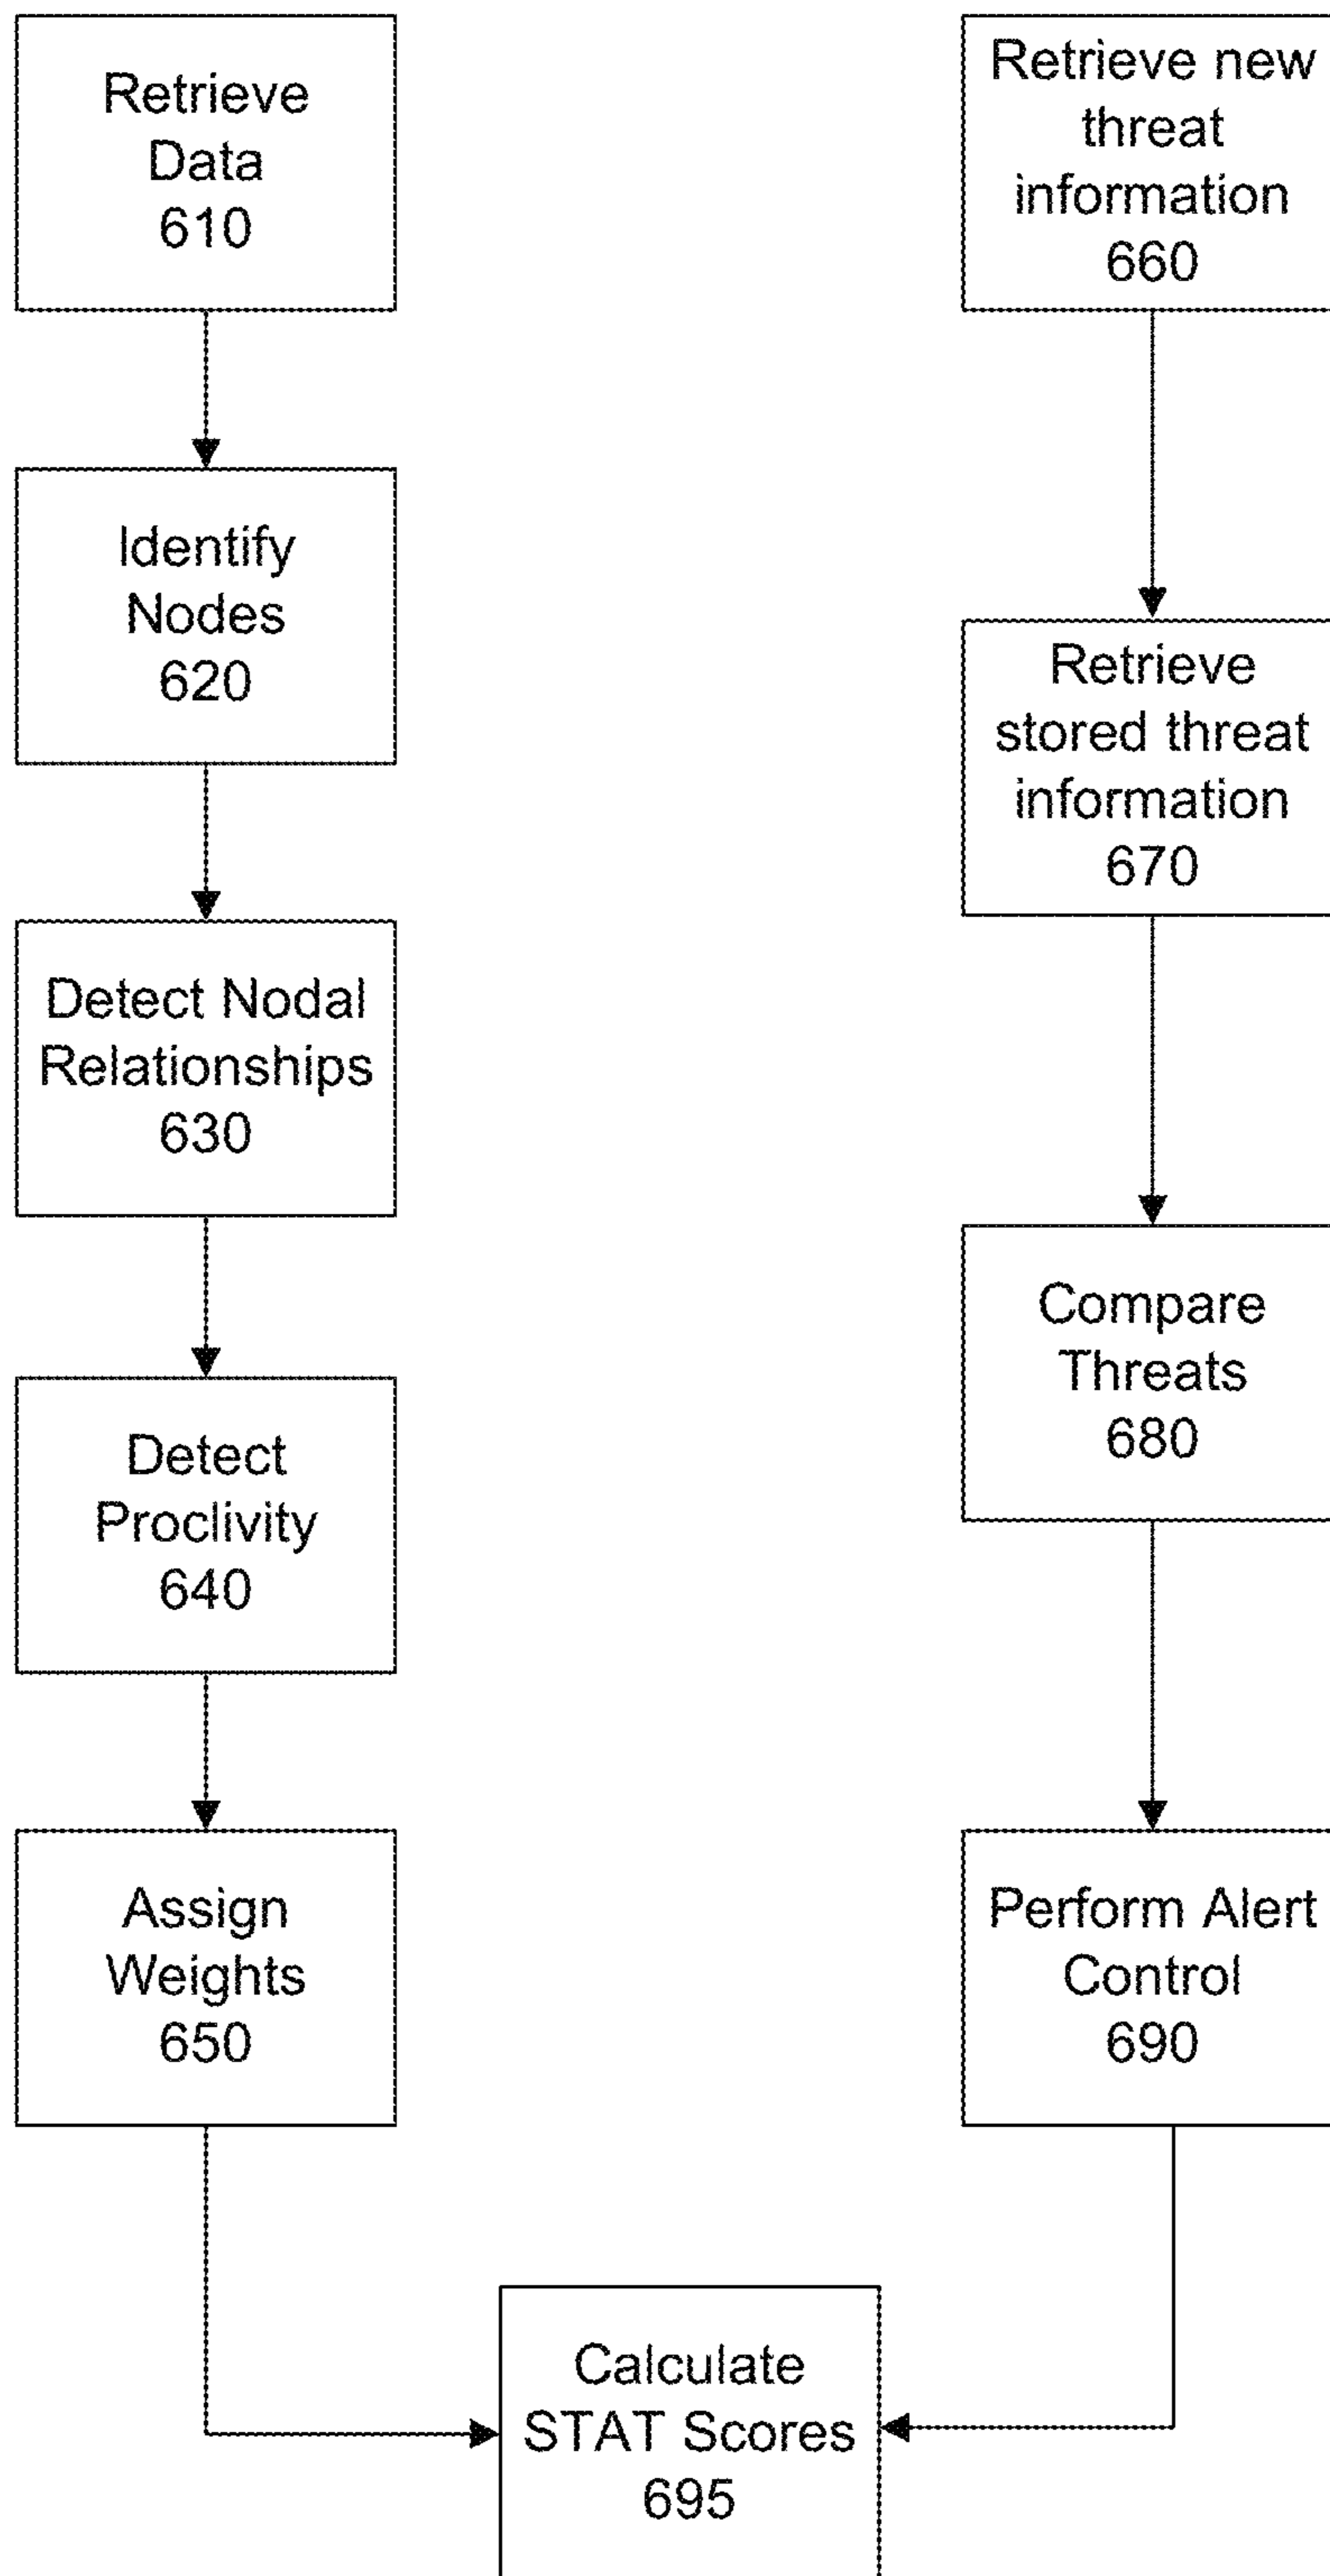 Retrieve
Data
610
Identify
Nodes
620
Detect Nodal
Relationships
630
Detect
Proclivity
640
Assign
Weights
650
Retrieve new
threat
information
660
Retrieve
stored threat
information
670
Compare
Threats
680
Perform Alert
Control
690
Calculate
STAT Scores
695